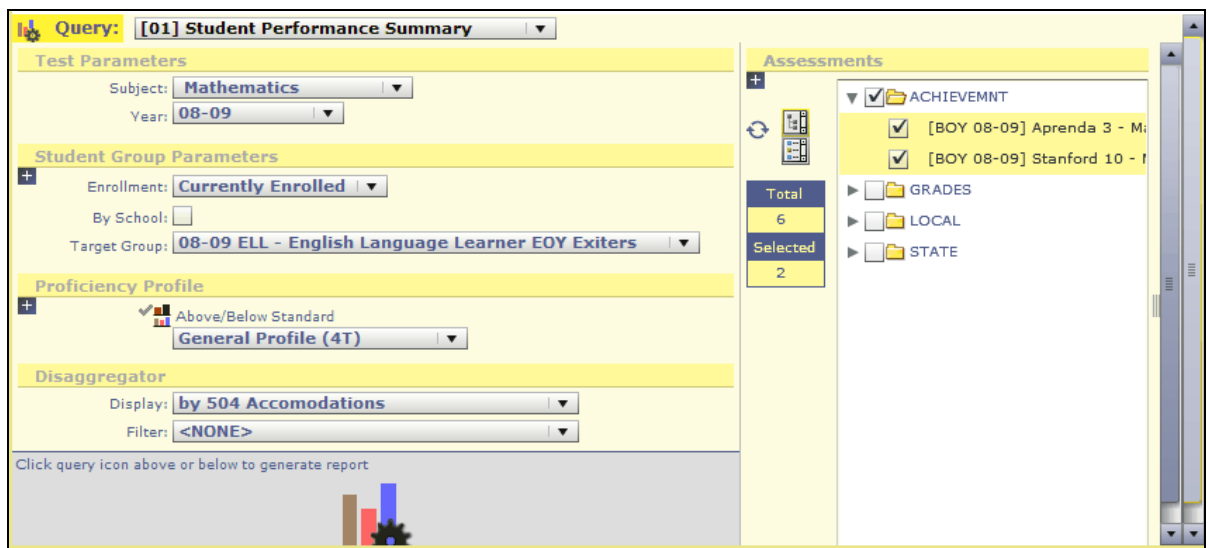 Query: [01] Student Performance Summary
Test Parameters
Subject: Mathematics
Year: 08-09
Student Group Parameters
Enrollment: Currently Enrolled
By School:
Target Group: 08-09 ELL - English Language Learner EOY Exiters
Proficiency Profile
Above/Below Standard
General Profile (4T)
Disaggregator
Display: by 504 Accomodations
Filter: <NONE>
Click query icon above or below to generate report
Assessments
Total
6
Selected
2
ACHIEVEMNT
[BOY 08-09] Aprenda 3 -
[BOY 08-09] Stanford 10 -
GRADES
LOCAL
STATE